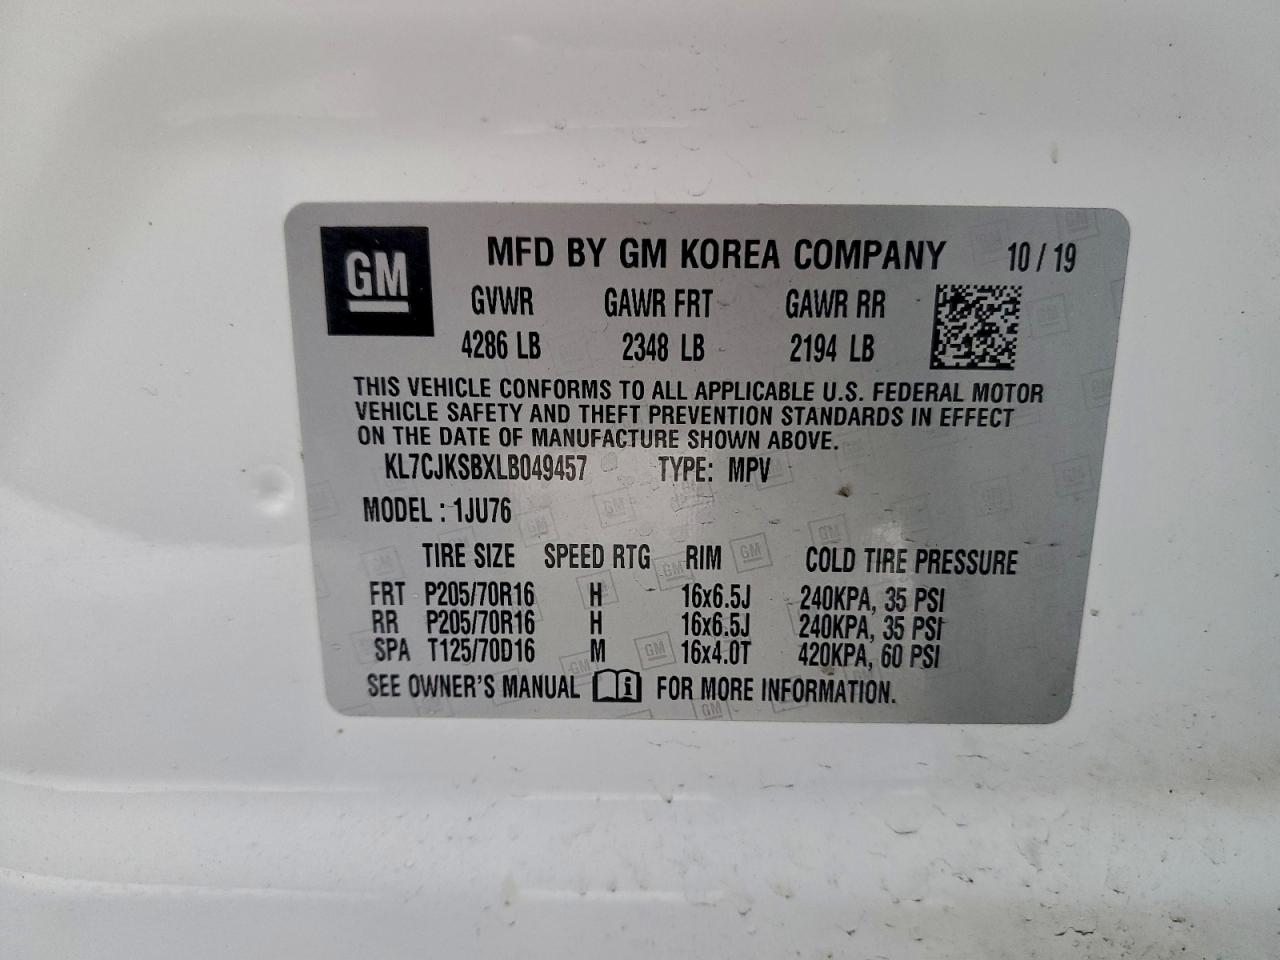 GM MFD BY GM KOREA COMPANY 10 / 19
GVWR GAWR FRT GAWR RR
4286 LB 2348 LB 2194 LB
THIS VEHICLE CONFORMS TO ALL APPLICABLE U.S. FEDERAL MOTOR
VEHICLE SAFETY AND THEFT PREVENTION STANDARDS IN EFFECT
ON THE DATE OF MANUFACTURE SHOWN ABOVE.
KL7CJKSBXLB049457 TYPE: MPV
MODEL : 1JU76
TIRE SIZE SPEED RTG RIM COLD TIRE PRESSURE
FRT P205/70R16 H 16x6.5J 240KPA, 35 PSI
RR P205/70R16 H 16x6.5J 240KPA, 35 PSI
SPA T125/70D16 M 16x4.0T 420KPA, 60 PSI
SEE OWNER'S MANUAL i FOR MORE INFORMATION.